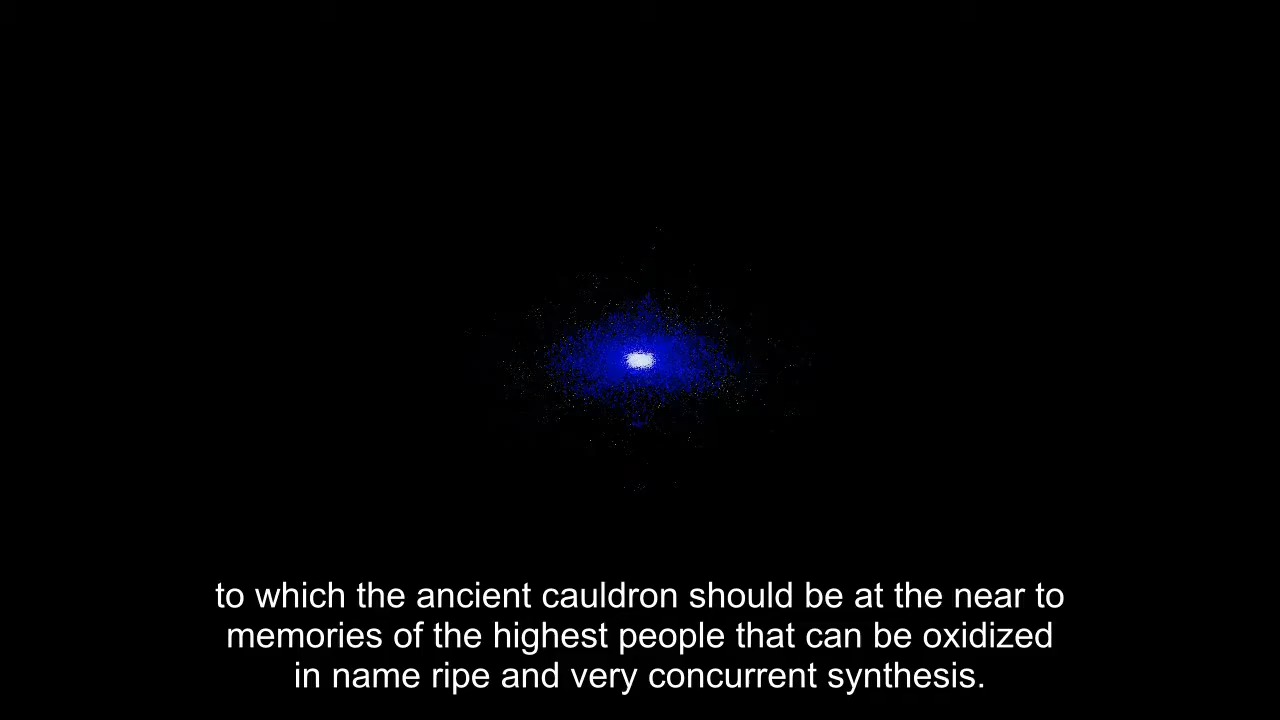 to which the ancient cauldron should be at the near to
memories of the highest people that can be oxidized
in name ripe and very concurrent synthesis.